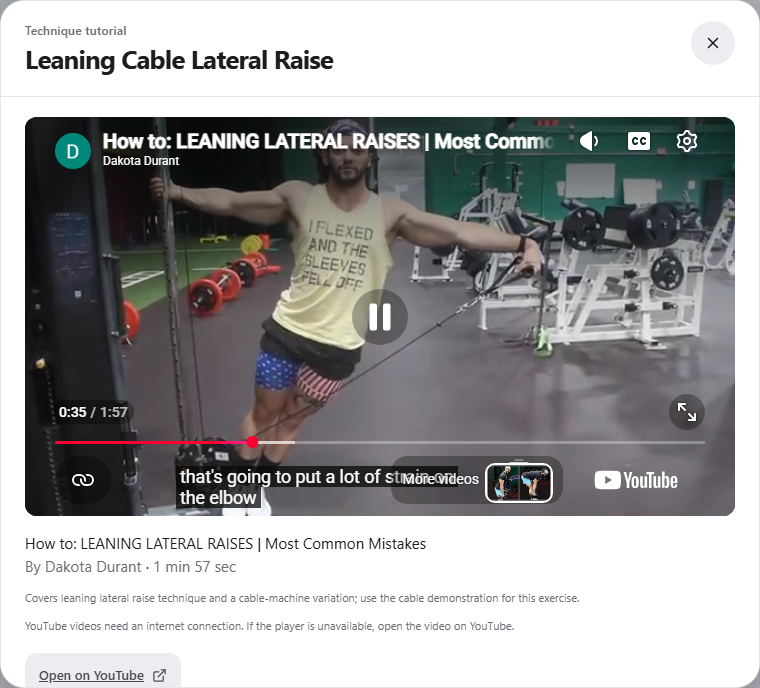 Technique tutorial
Leaning Cable Lateral Raise
D
How to: LEANING LATERAL RAISES | Most Commo
Dakota Durant
CC
I FLEXED
AND THE
SLEEVES
FELL OFF
0:35 / 1:57
that's going to put a lot of strain on
the elbow
More videos
YouTube
How to: LEANING LATERAL RAISES | Most Common Mistakes
By Dakota Durant · 1 min 57 sec
Covers leaning lateral raise technique and a cable-machine variation; use the cable demonstration for this exercise.
YouTube videos need an internet connection. If the player is unavailable, open the video on YouTube.
Open on YouTube